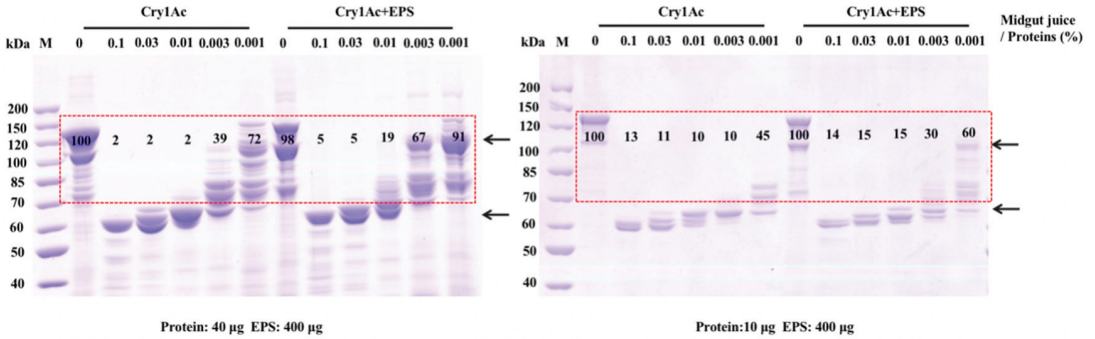 Cry1Ac Cry1Ac+EPS
kDa M 0 0.1 0.03 0.01 0.003 0.001 0 0.1 0.03 0.01 0.003 0.001
200
150
120
100
85
70
60
50
40
100 2 2 2 39 72 98 5 5 19 67 91
Protein: 40 μg EPS: 400 μg
Cry1Ac Cry1Ac+EPS
kDa M 0 0.1 0.03 0.01 0.003 0.001 0 0.1 0.03 0.01 0.003 0.001
Midgut juice
/ Proteins (%)
200
150
120
100
85
70
60
50
40
100 13 11 10 10 45 100 14 15 15 30 60
Protein:10 μg EPS: 400 μg